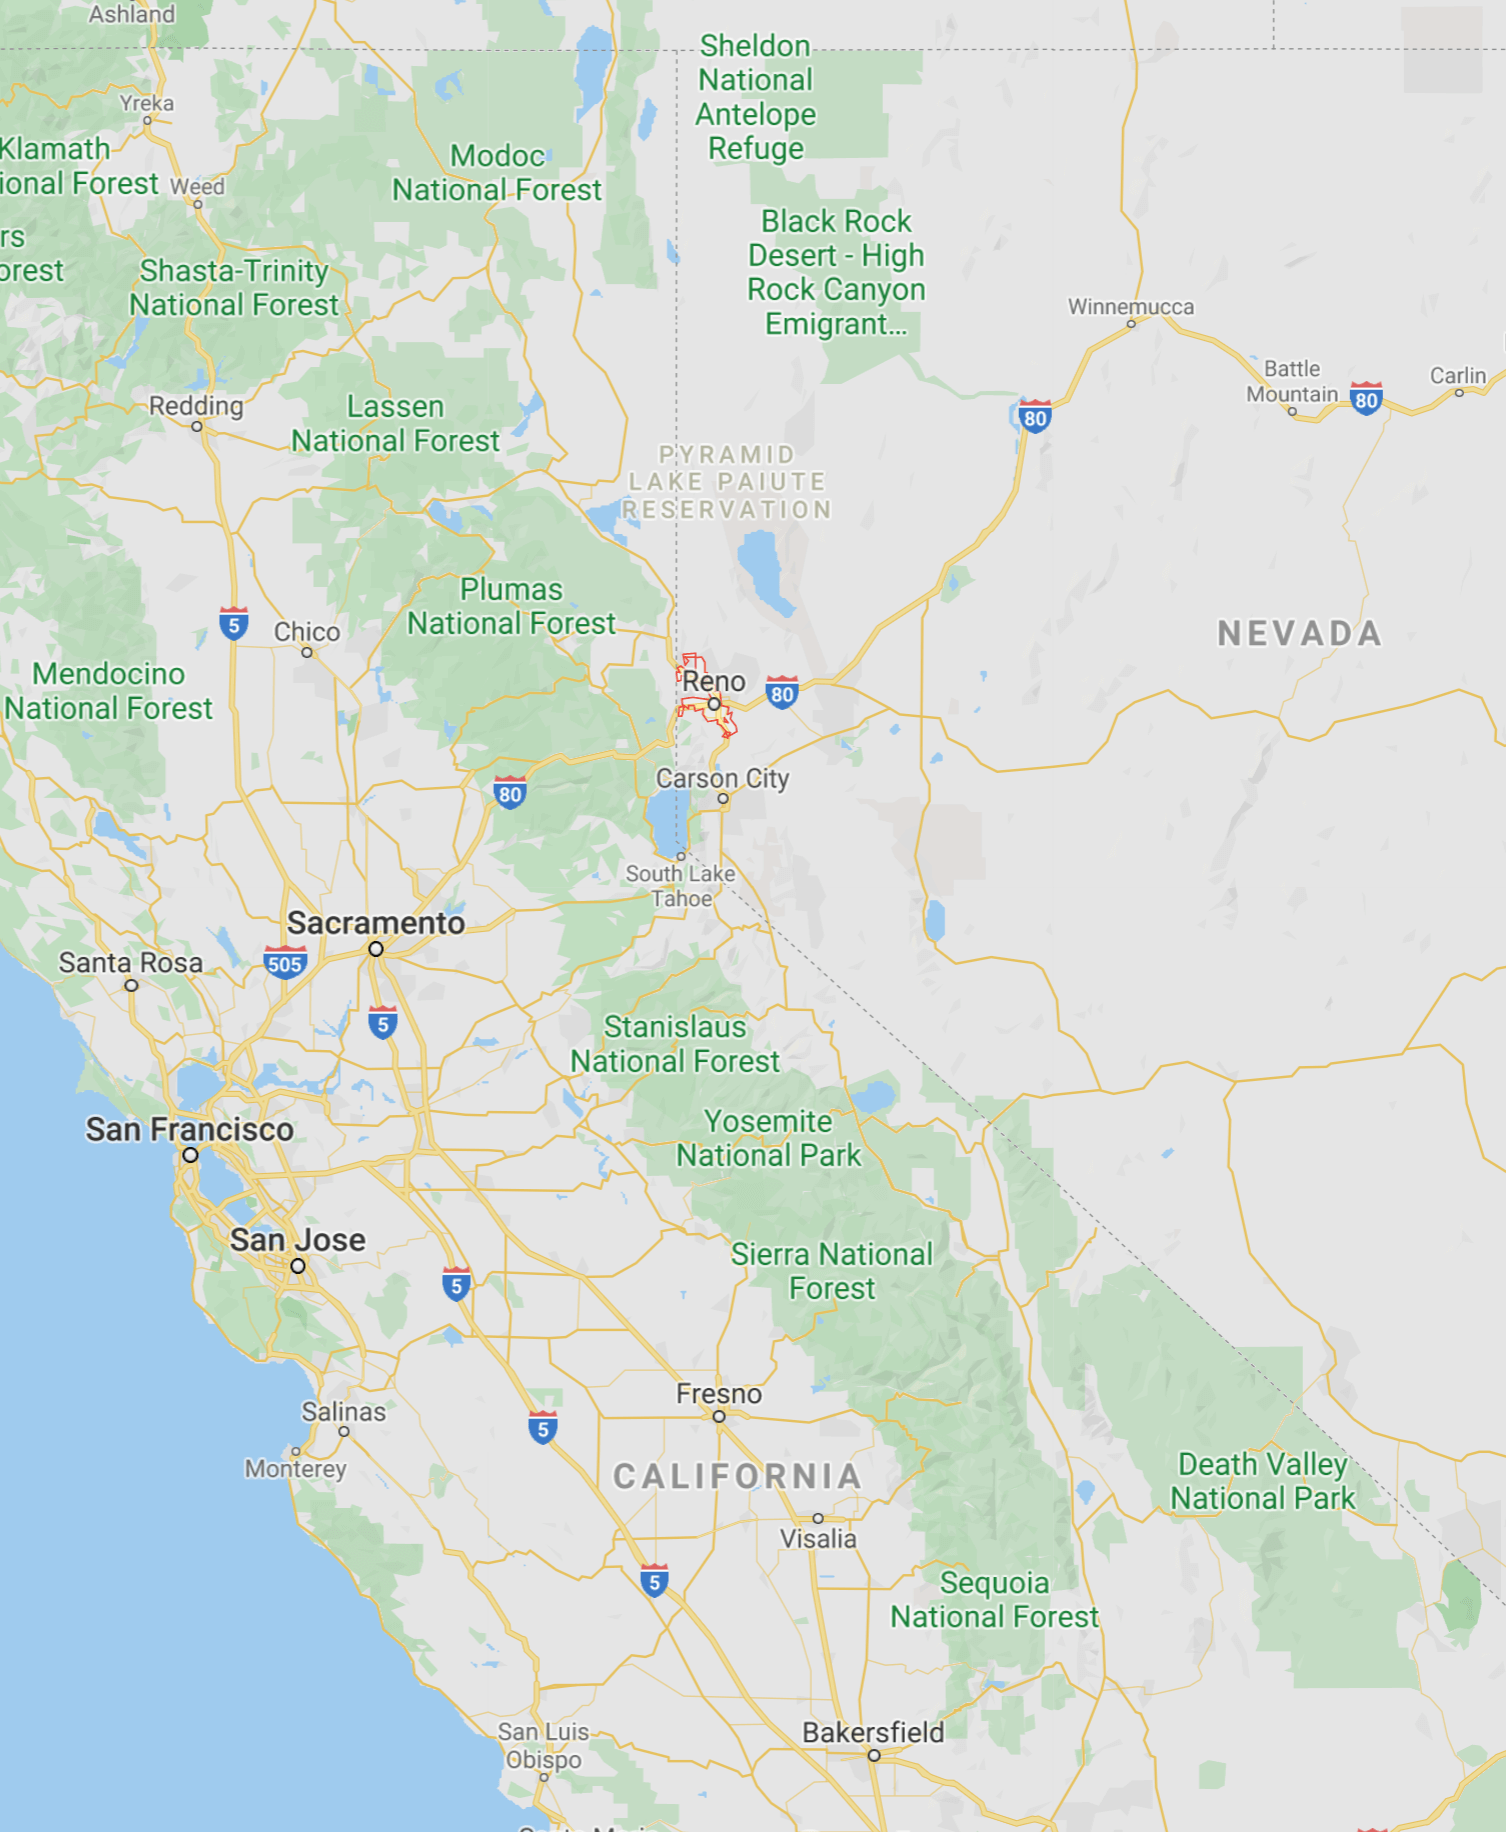 Ashland
Sheldon
National
Antelope
Refuge
Yreka
Klamath
ional Forest
Weed
Modoc
National Forest
rs
orest
Black Rock
Desert - High
Rock Canyon
Emigrant...
Shasta-Trinity
National Forest
Winnemucca
Battle
Mountain
80
Carlin
80
Redding
Lassen
National Forest
PYRAMID
LAKE PAIUTE
RESERVATION
Plumas
National Forest
5
Chico
NEVADA
Mendocino
National Forest
Reno
80
Carson City
80
South Lake
Tahoe
Sacramento
Santa Rosa
505
5
Stanislaus
National Forest
San Francisco
Yosemite
National Park
San Jose
Sierra National
Forest
5
Fresno
Salinas
5
Monterey
CALIFORNIA
Death Valley
National Park
Visalia
5
Sequoia
National Forest
San Luis
Obispo
Bakersfield